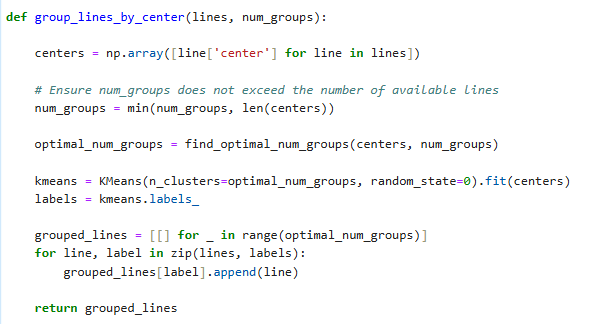 def group_lines_by_center(lines, num_groups):

    centers = np.array([line['center'] for line in lines])

    # Ensure num_groups does not exceed the number of available lines
    num_groups = min(num_groups, len(centers))

    optimal_num_groups = find_optimal_num_groups(centers, num_groups)

    kmeans = KMeans(n_clusters=optimal_num_groups, random_state=0).fit(centers)
    labels = kmeans.labels_

    grouped_lines = [[] for _ in range(optimal_num_groups)]
    for line, label in zip(lines, labels):
        grouped_lines[label].append(line)

    return grouped_lines